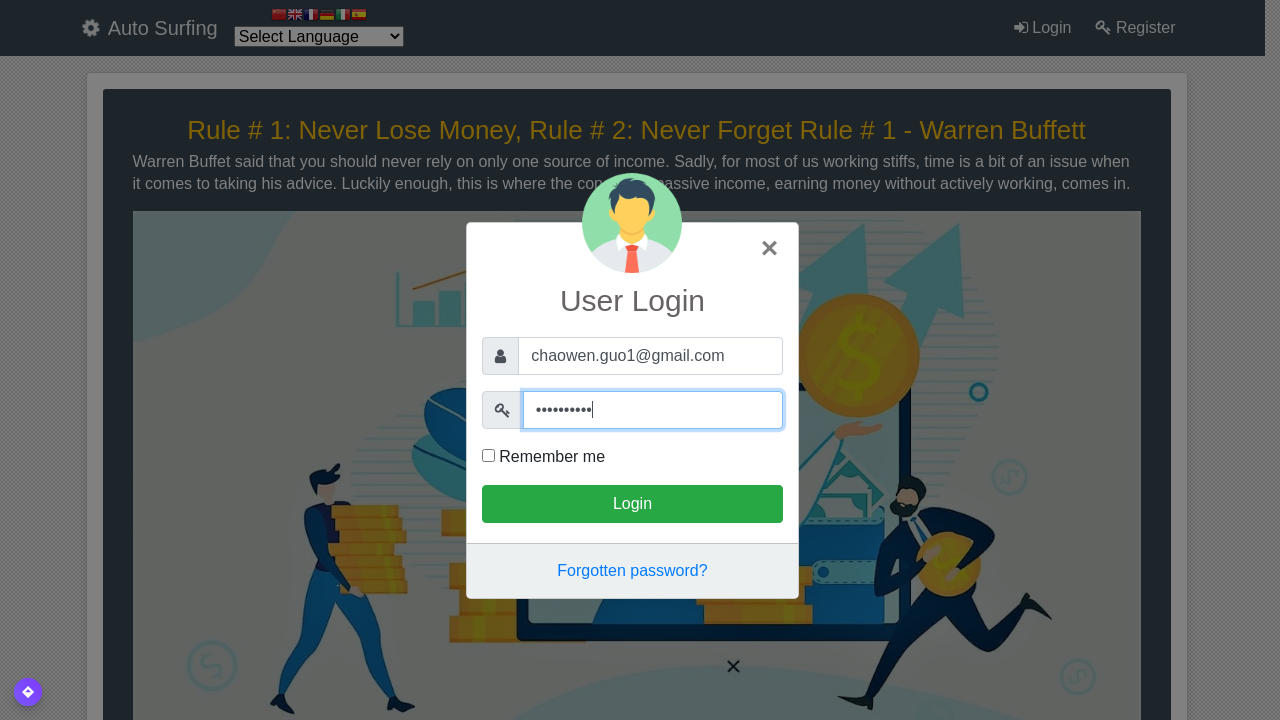 Auto Surfing
Select Language
Login
Register
Rule # 1: Never Lose Money, Rule # 2: Never Forget Rule # 1 - Warren Buffett
Warren Buffet said that you should never rely on only one source of income. Sadly, for most of us working stiffs, time is a bit of an issue when
it comes to taking his advice. Luckily enough, this is where the passive income, earning money without actively working, comes in.
×
User Login
chaowen.guo1@gmail.com
••••••••••
Remember me
Login
Forgotten password?